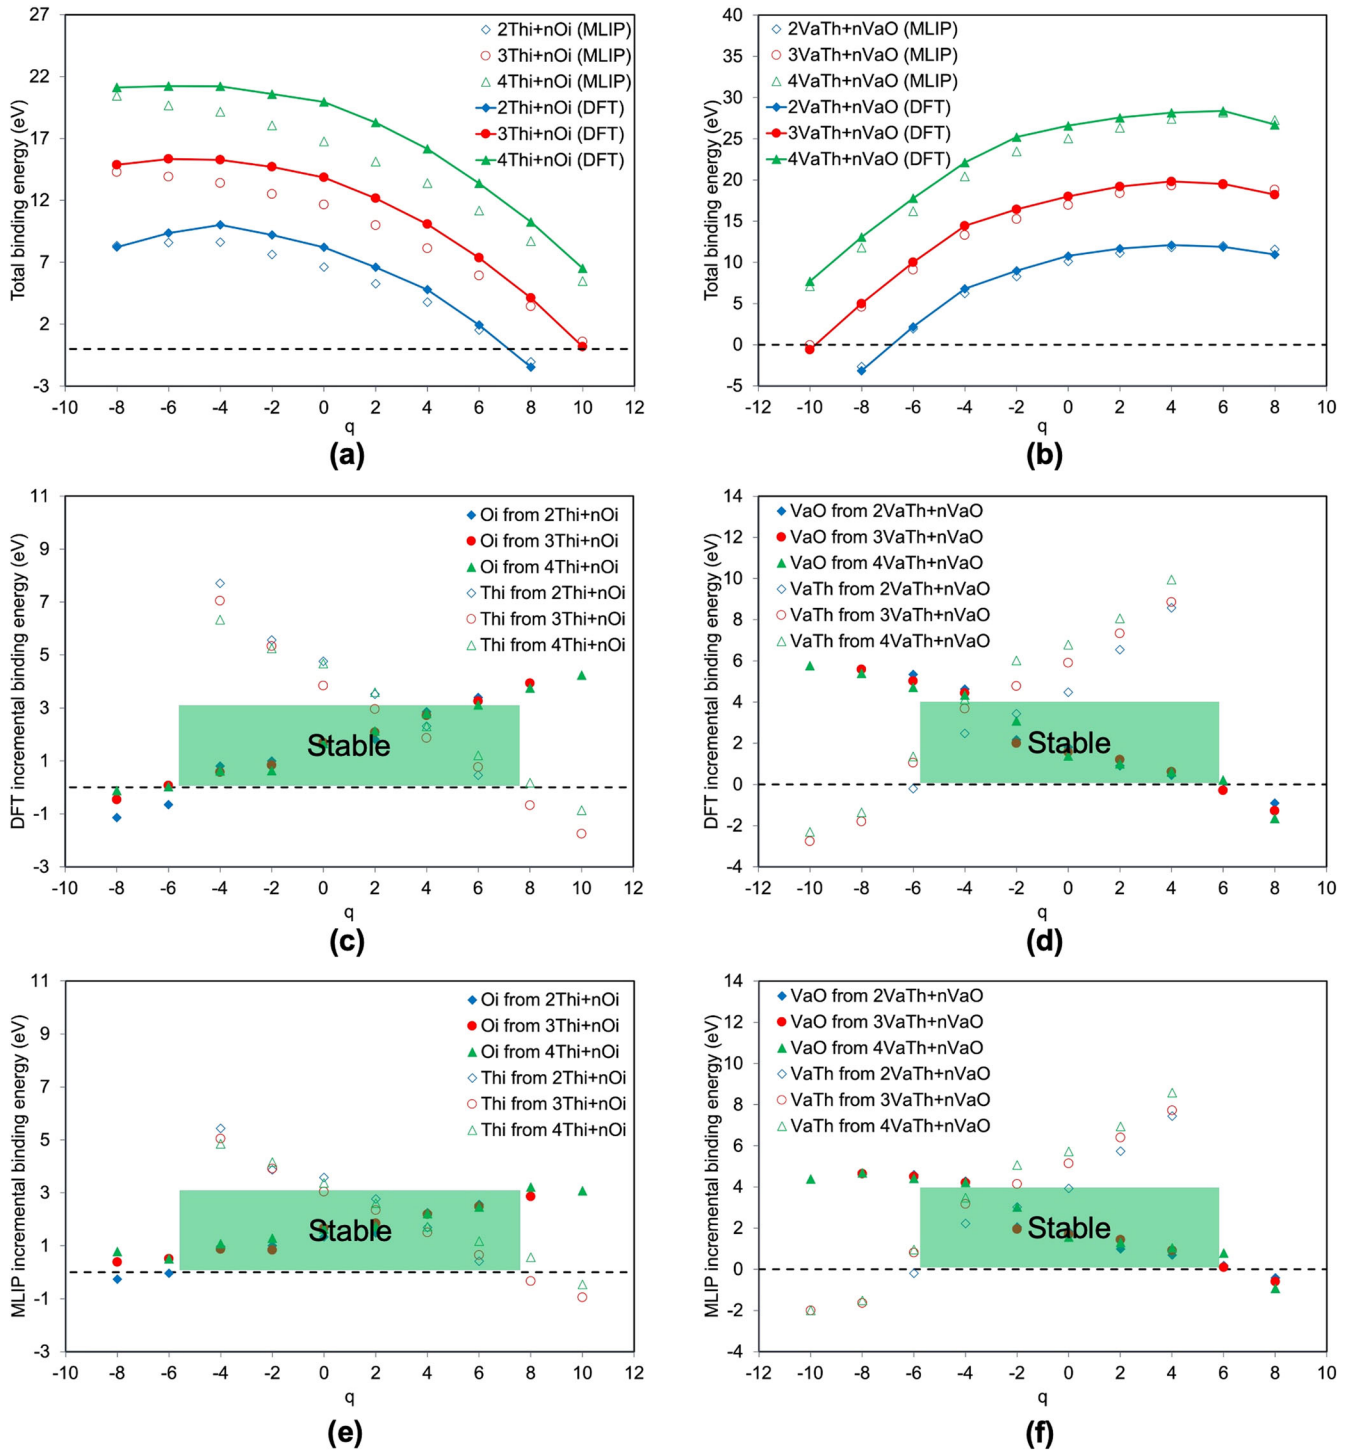 27
22
17
12
7
2
-3
Total binding energy (eV)
2Thi+nOi (MLIP)
3Thi+nOi (MLIP)
4Thi+nOi (MLIP)
2Thi+nOi (DFT)
3Thi+nOi (DFT)
4Thi+nOi (DFT)
-10 -8 -6 -4 -2 0 2 4 6 8 10 12
q
(a)
40
35
30
25
20
15
10
5
0
-5
Total binding energy (eV)
2VaTh+nVaO (MLIP)
3VaTh+nVaO (MLIP)
4VaTh+nVaO (MLIP)
2VaTh+nVaO (DFT)
3VaTh+nVaO (DFT)
4VaTh+nVaO (DFT)
-12 -10 -8 -6 -4 -2 0 2 4 6 8 10
q
(b)
11
9
7
5
3
1
-1
-3
DFT incremental binding energy (eV)
Oi from 2Thi+nOi
Oi from 3Thi+nOi
Oi from 4Thi+nOi
Thi from 2Thi+nOi
Thi from 3Thi+nOi
Thi from 4Thi+nOi
Stable
-10 -8 -6 -4 -2 0 2 4 6 8 10 12
q
(c)
14
12
10
8
6
4
2
0
-2
-4
DFT incremental binding energy (eV)
VaO from 2VaTh+nVaO
VaO from 3VaTh+nVaO
VaO from 4VaTh+nVaO
VaTh from 2VaTh+nVaO
VaTh from 3VaTh+nVaO
VaTh from 4VaTh+nVaO
Stable
-12 -10 -8 -6 -4 -2 0 2 4 6 8 10
q
(d)
11
9
7
5
3
1
-1
-3
MLIP incremental binding energy (eV)
Oi from 2Thi+nOi
Oi from 3Thi+nOi
Oi from 4Thi+nOi
Thi from 2Thi+nOi
Thi from 3Thi+nOi
Thi from 4Thi+nOi
Stable
-10 -8 -6 -4 -2 0 2 4 6 8 10 12
q
(e)
14
12
10
8
6
4
2
0
-2
-4
MLIP incremental binding energy (eV)
VaO from 2VaTh+nVaO
VaO from 3VaTh+nVaO
VaO from 4VaTh+nVaO
VaTh from 2VaTh+nVaO
VaTh from 3VaTh+nVaO
VaTh from 4VaTh+nVaO
Stable
-12 -10 -8 -6 -4 -2 0 2 4 6 8 10
q
(f)